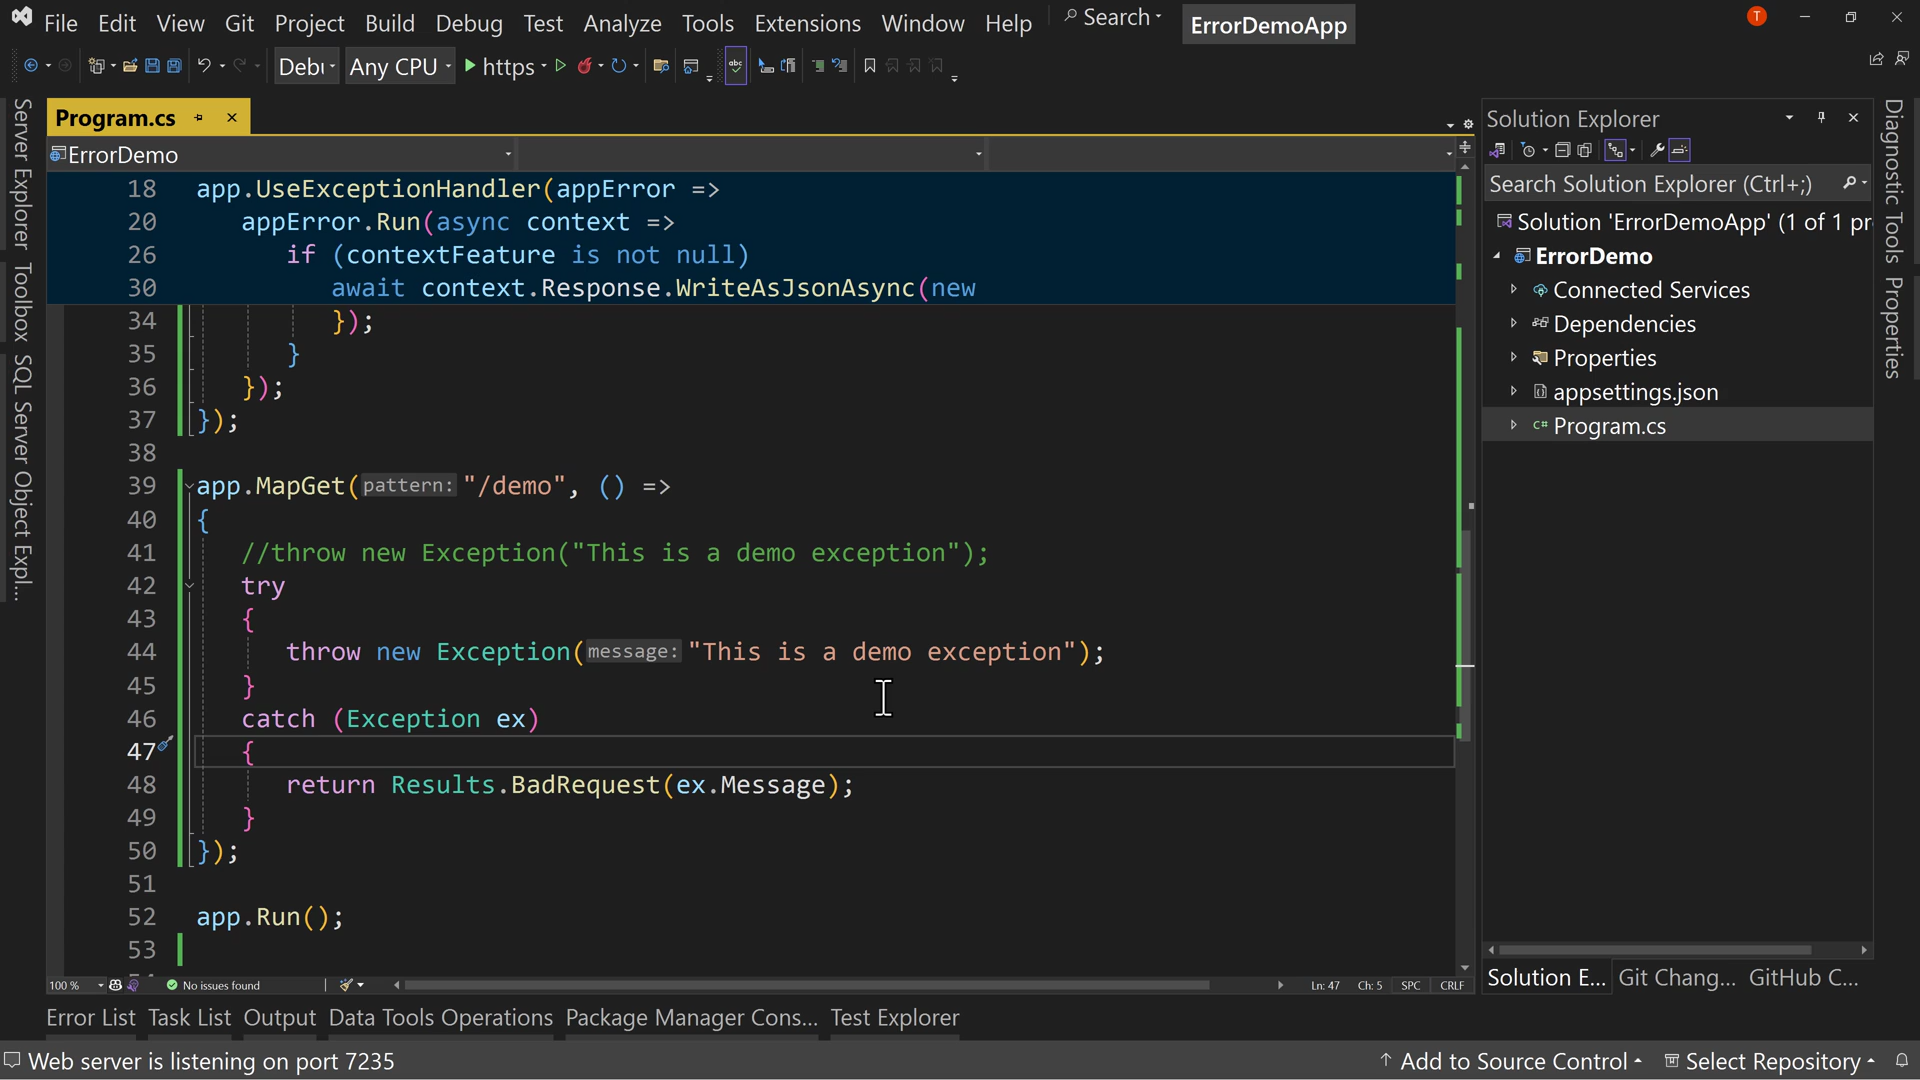 File Edit View Git Project Build Debug Test Analyze Tools Extensions Window Help Search ErrorDemoApp
T
Debu Any CPU https
Server Explorer
Toolbox
SQL Server Object Expl...
Program.cs
ErrorDemo
18 app.UseExceptionHandler(appError =>
20 appError.Run(async context =>
26 if (contextFeature is not null)
30 await context.Response.WriteAsJsonAsync(new
34 });
35 }
36 });
37 });
38
39 app.MapGet(pattern: "/demo", () =>
40 {
41 //throw new Exception("This is a demo exception");
42 try
43 {
44 throw new Exception(message: "This is a demo exception");
45 }
46 catch (Exception ex)
47 {
48 return Results.BadRequest(ex.Message);
49 }
50 });
51
52 app.Run();
53
100 % No issues found Ln: 47 Ch: 5 SPC CRLF
Solution Explorer
Search Solution Explorer (Ctrl+;)
Solution 'ErrorDemoApp' (1 of 1 pr
ErrorDemo
Connected Services
Dependencies
Properties
appsettings.json
C# Program.cs
Solution E... Git Chang... GitHub C...
Diagnostic Tools
Properties
Error List Task List Output Data Tools Operations Package Manager Cons... Test Explorer
Web server is listening on port 7235 Add to Source Control Select Repository